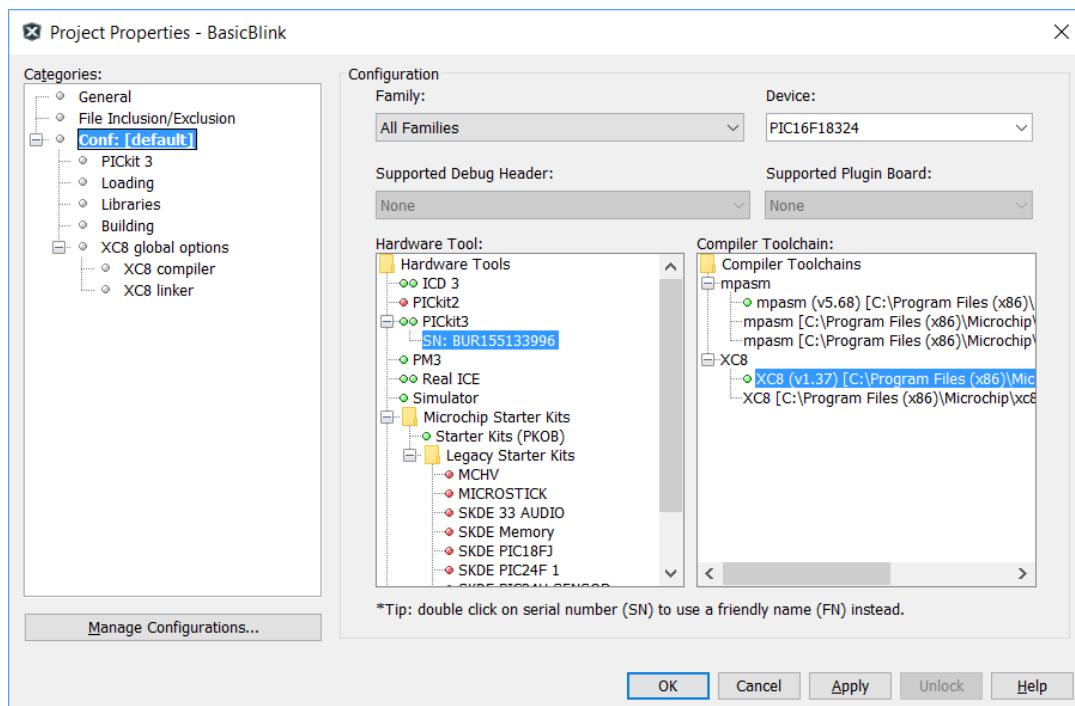 Project Properties - BasicBlink
Categories:
General
File Inclusion/Exclusion
Conf: [default]
PICkit 3
Loading
Libraries
Building
XC8 global options
XC8 compiler
XC8 linker
Manage Configurations...
Configuration
Family:
Device:
All Families
PIC16F18324
Supported Debug Header:
Supported Plugin Board:
None
None
Hardware Tool:
Hardware Tools
ICD 3
PICkit2
PICkit3
SN: BUR155133996
PM3
Real ICE
Simulator
Microchip Starter Kits
Starter Kits (PKOB)
Legacy Starter Kits
MCHV
MICROSTICK
SKDE 33 AUDIO
SKDE Memory
SKDE PIC18FJ
SKDE PIC24F 1
Compiler Toolchain:
Compiler Toolchains
mpasm
mpasm (v5.68) [C:\Program Files (x86)\
mpasm [C:\Program Files (x86)\Microchip\
mpasm [C:\Program Files (x86)\Microchip\
XC8
XC8 (v1.37) [C:\Program Files (x86)\Mic
XC8 [C:\Program Files (x86)\Microchip\xc8
*Tip: double click on serial number (SN) to use a friendly name (FN) instead.
OK
Cancel
Apply
Unlock
Help